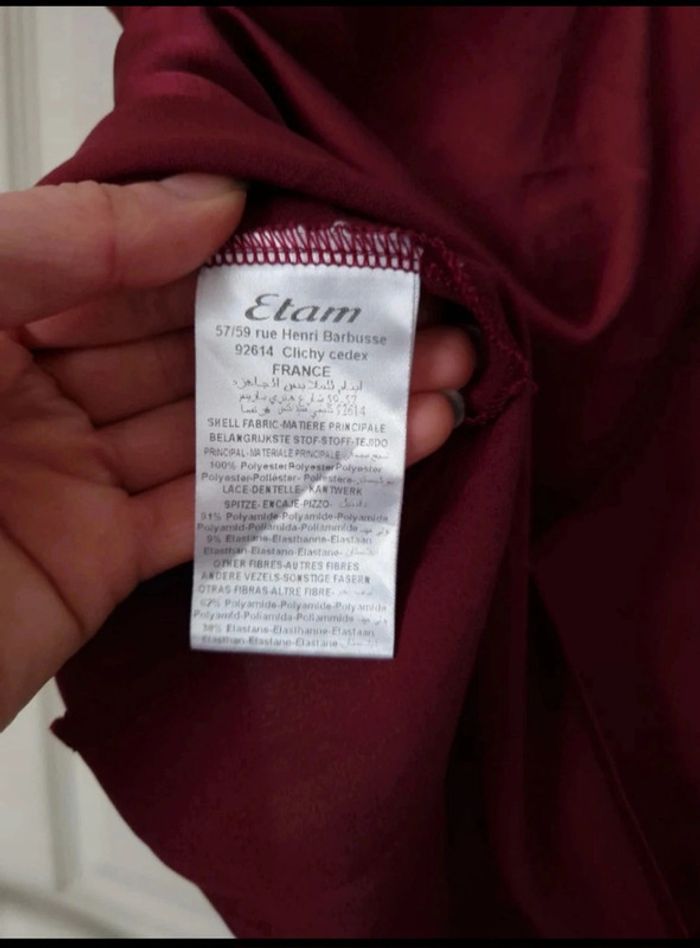 Etam
57/59 rue Henri Barbusse
92614 Clichy cedex
FRANCE
SHELL FABRIC-MATIERE PRINCIPALE
BELANGRIJKSTE STOF-STOFF-TEJIDO
PRINCIPAL-MATERIALE PRINCIPALE
100% Polyester-Polyester-Polyester
Polyester-Poliéster- Poliestere-
LACE-DENTELLE- KANTWERK
SPITZE- ENCAJE-PIZZO-
91% Polyamide-Polyamide-Polyamide
Polyamid-Poliamida-Poliammide
9% Elastane-Elasthanne-Elastaan
Elasthan-Elastano-Elastane-
OTHER FIBRES-AUTRES FIBRES
ANDERE VEZELS-SONSTIGE FASERN
OTRAS FIBRAS-ALTRE FIBRE-
62% Polyamide-Polyamide-Polyamide
Polyamid-Poliamida-Poliammide
38% Elastane-Elasthanne-Elastaan
Elasthan-Elastano-Elastane-